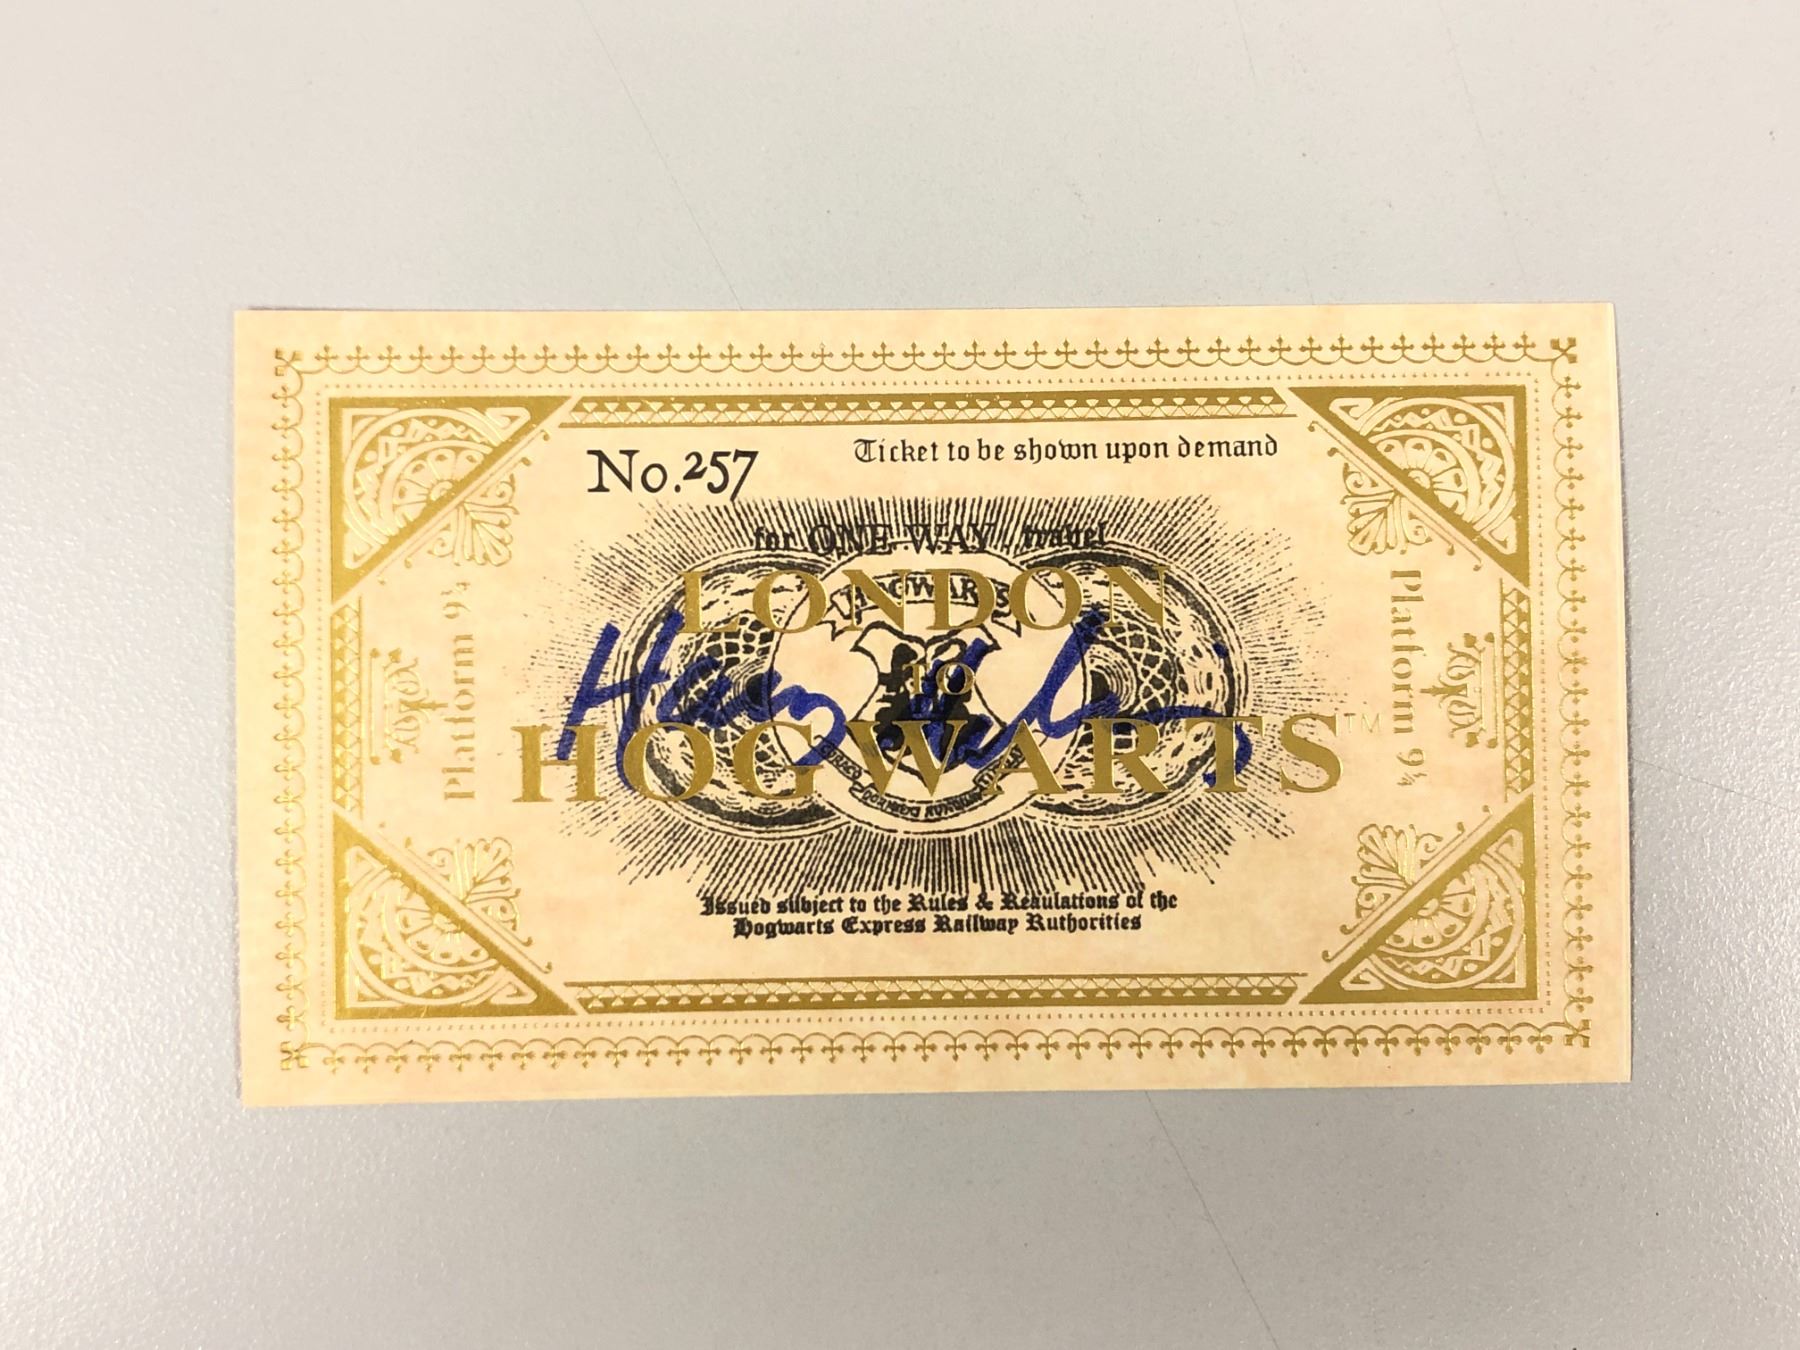 No.257
Ticket to be shown upon demand
for ONE WAY travel
LONDON
HOGWARTS
TO
HOGWARTS™
Platform 9¾
Platform 9¾
Issued subject to the Rules & Regulations of the
Hogwarts Express Railway Authorities